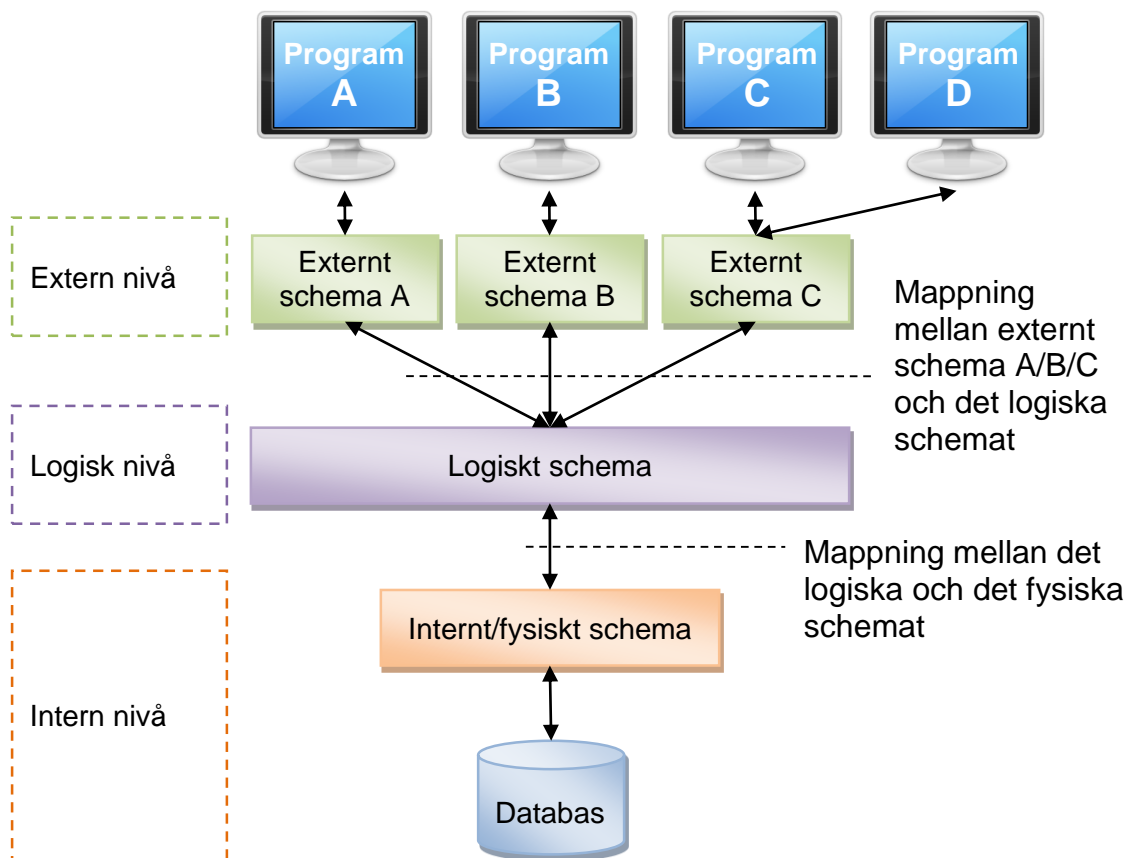 Program
A
Program
B
Program
C
Program
D
Extern nivå
Externt
schema A
Externt
schema B
Externt
schema C
Mappning
mellan externt
schema A/B/C
och det logiska
schemat
Logisk nivå
Logiskt schema
Mappning mellan det
logiska och det fysiska
schemat
Internt/fysiskt schema
Intern nivå
Databas